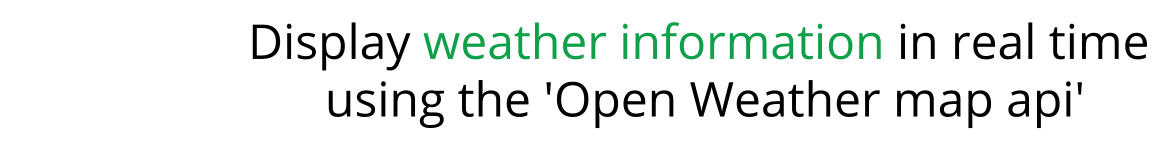 Display weather information in real time
using the 'Open Weather map api'